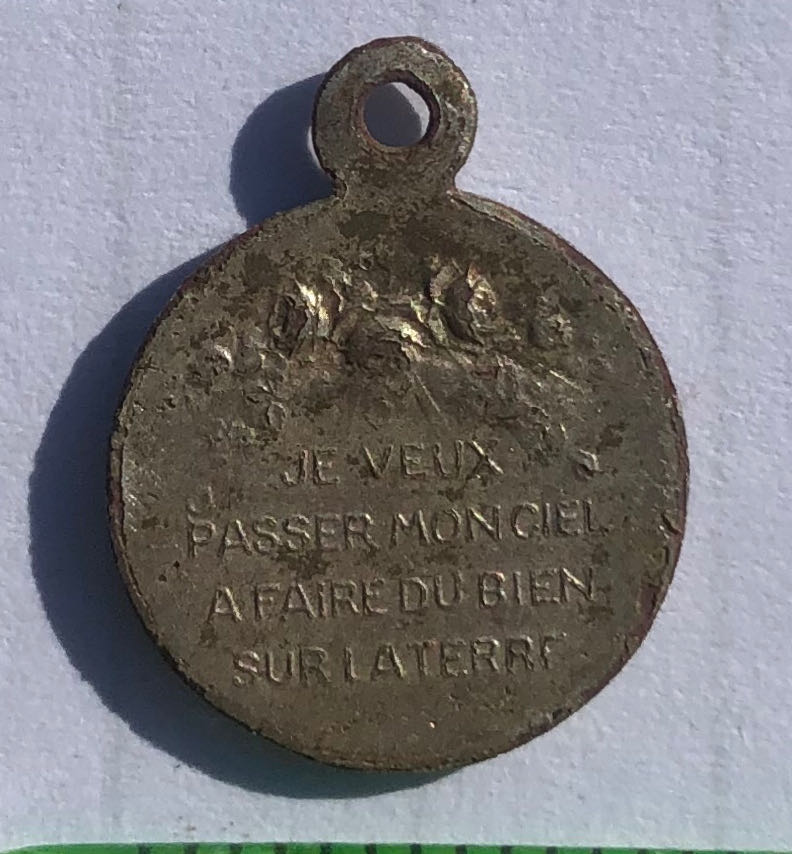 JE VEUX
PASSER MON CIEL
A FAIRE DU BIEN
SUR LA TERRE